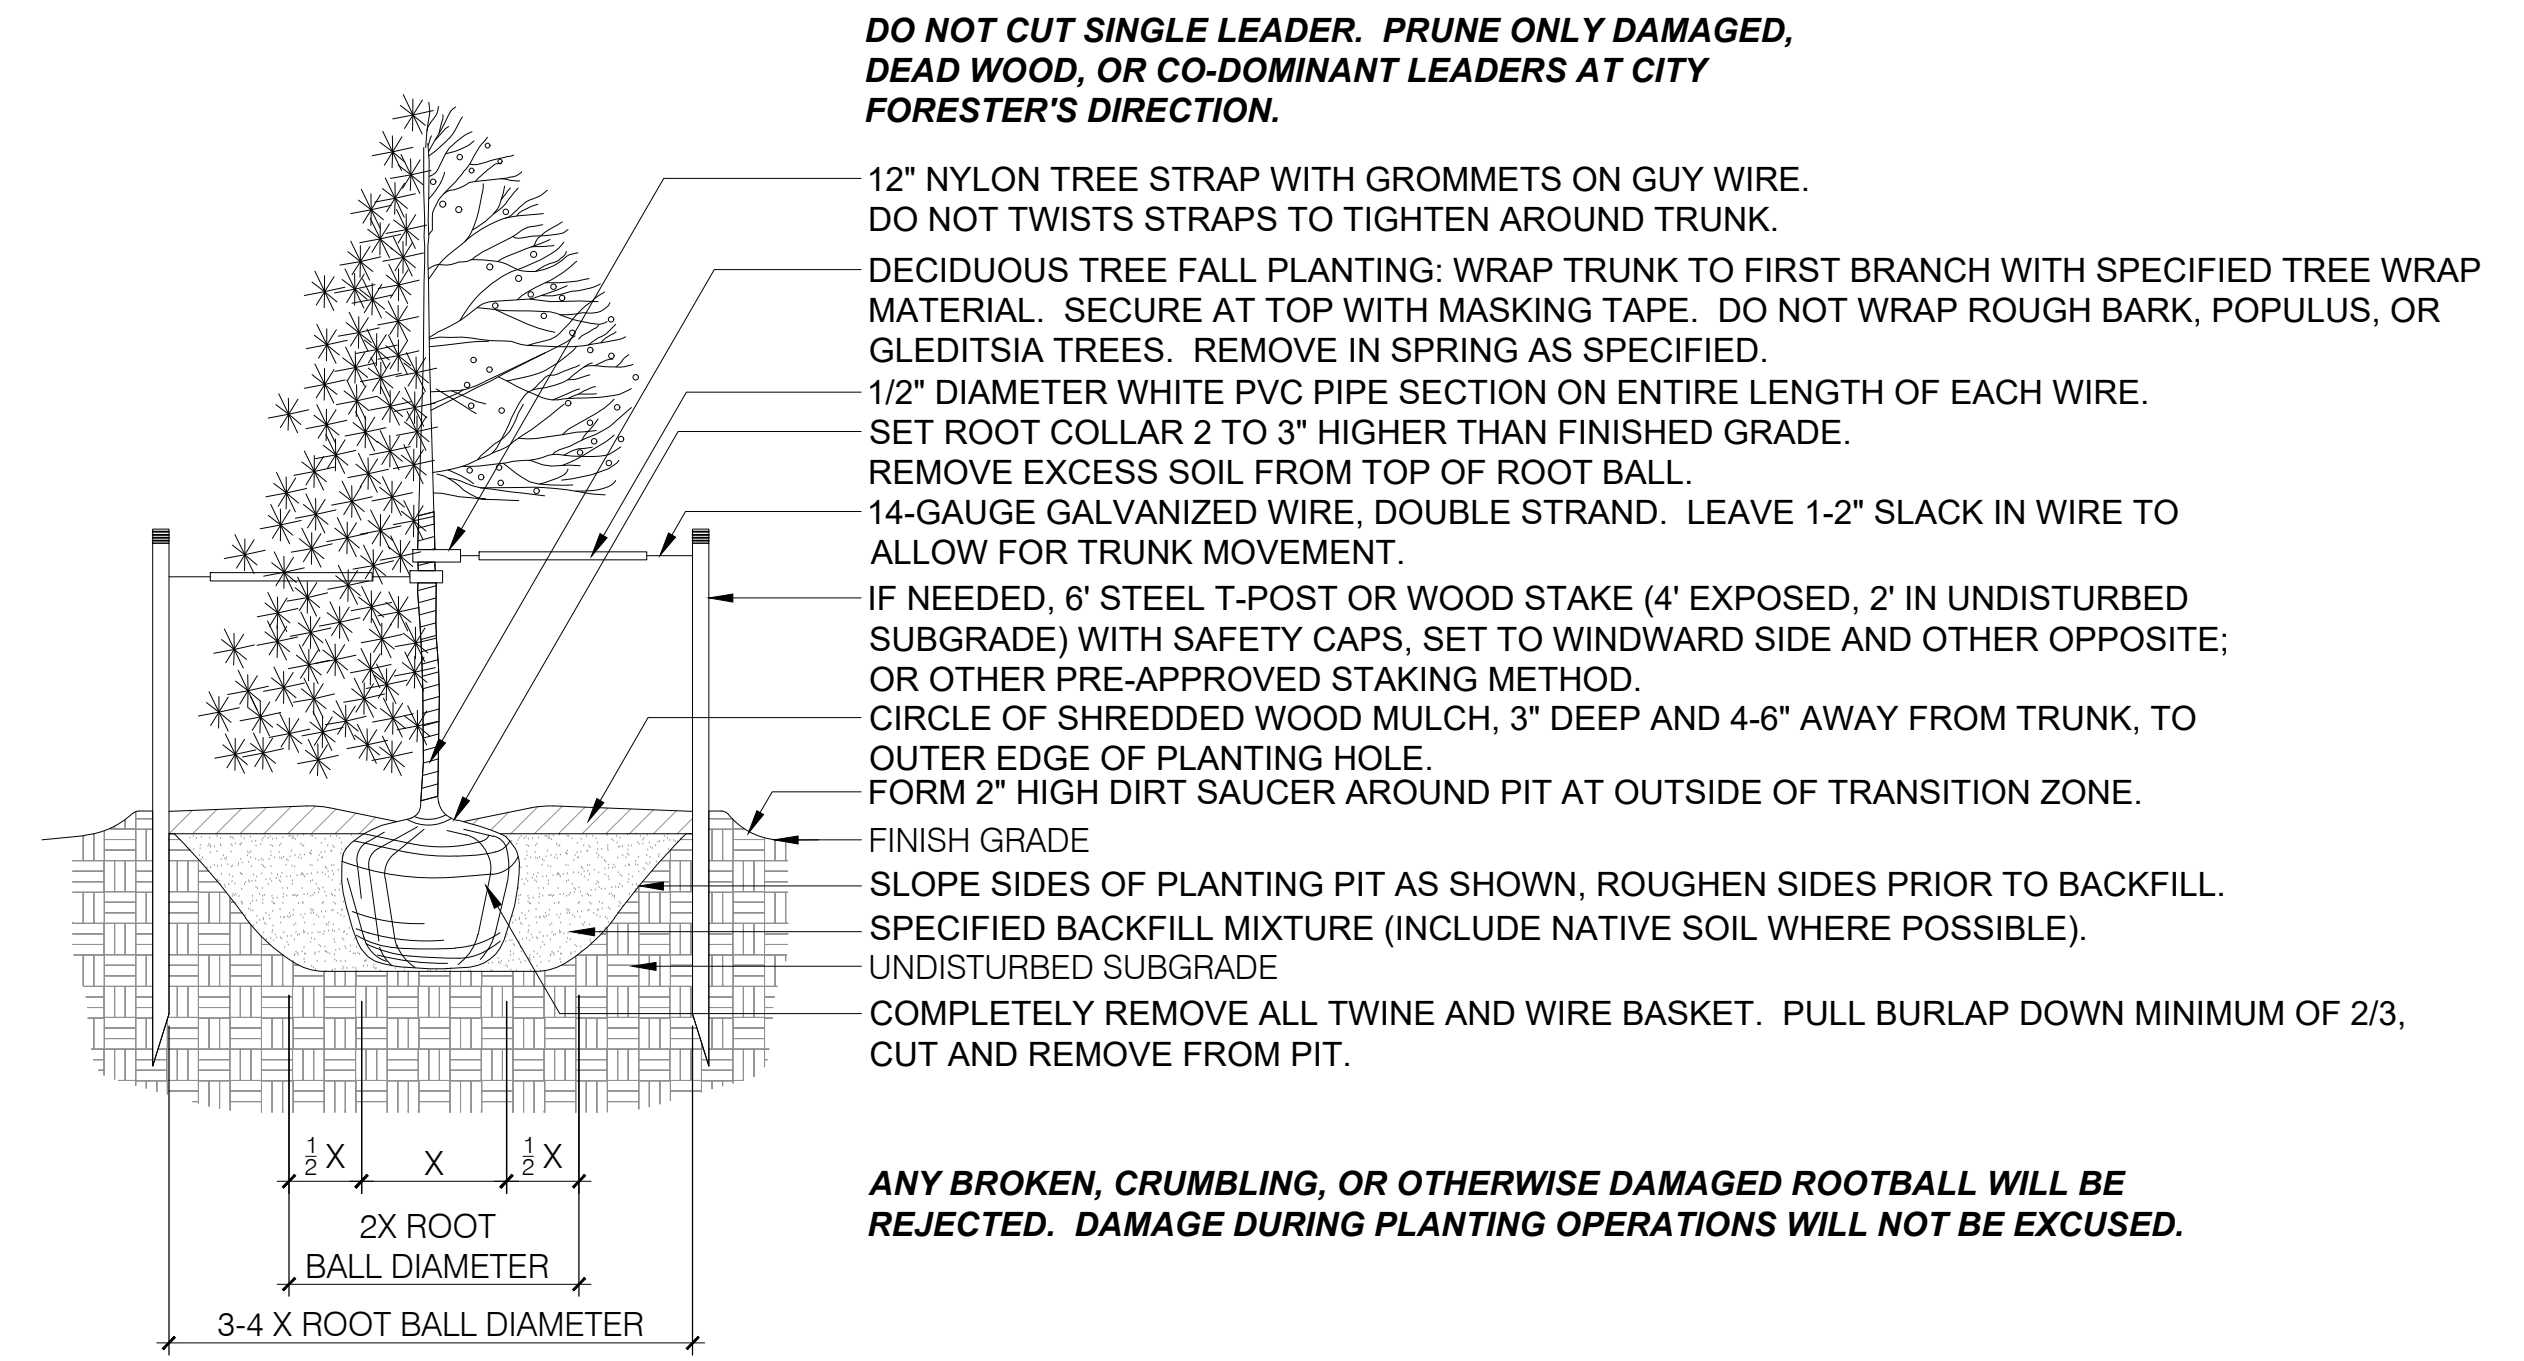 DO NOT CUT SINGLE LEADER.  PRUNE ONLY DAMAGED,
DEAD WOOD, OR CO-DOMINANT LEADERS AT CITY
FORESTER'S DIRECTION.
12" NYLON TREE STRAP WITH GROMMETS ON GUY WIRE.
DO NOT TWISTS STRAPS TO TIGHTEN AROUND TRUNK.
DECIDUOUS TREE FALL PLANTING: WRAP TRUNK TO FIRST BRANCH WITH SPECIFIED TREE WRAP
MATERIAL.  SECURE AT TOP WITH MASKING TAPE.  DO NOT WRAP ROUGH BARK, POPULUS, OR
GLEDITSIA TREES.  REMOVE IN SPRING AS SPECIFIED.
1/2" DIAMETER WHITE PVC PIPE SECTION ON ENTIRE LENGTH OF EACH WIRE.
SET ROOT COLLAR 2 TO 3" HIGHER THAN FINISHED GRADE.
REMOVE EXCESS SOIL FROM TOP OF ROOT BALL.
14-GAUGE GALVANIZED WIRE, DOUBLE STRAND.  LEAVE 1-2" SLACK IN WIRE TO
ALLOW FOR TRUNK MOVEMENT.
IF NEEDED, 6' STEEL T-POST OR WOOD STAKE (4' EXPOSED, 2' IN UNDISTURBED
SUBGRADE) WITH SAFETY CAPS, SET TO WINDWARD SIDE AND OTHER OPPOSITE;
OR OTHER PRE-APPROVED STAKING METHOD.
CIRCLE OF SHREDDED WOOD MULCH, 3" DEEP AND 4-6" AWAY FROM TRUNK, TO
OUTER EDGE OF PLANTING HOLE.
FORM 2" HIGH DIRT SAUCER AROUND PIT AT OUTSIDE OF TRANSITION ZONE.
FINISH GRADE
SLOPE SIDES OF PLANTING PIT AS SHOWN, ROUGHEN SIDES PRIOR TO BACKFILL.
SPECIFIED BACKFILL MIXTURE (INCLUDE NATIVE SOIL WHERE POSSIBLE).
UNDISTURBED SUBGRADE
COMPLETELY REMOVE ALL TWINE AND WIRE BASKET.  PULL BURLAP DOWN MINIMUM OF 2/3,
CUT AND REMOVE FROM PIT.
½ X X ½ X
2X ROOT
BALL DIAMETER
3-4 X ROOT BALL DIAMETER
ANY BROKEN, CRUMBLING, OR OTHERWISE DAMAGED ROOTBALL WILL BE
REJECTED.  DAMAGE DURING PLANTING OPERATIONS WILL NOT BE EXCUSED.